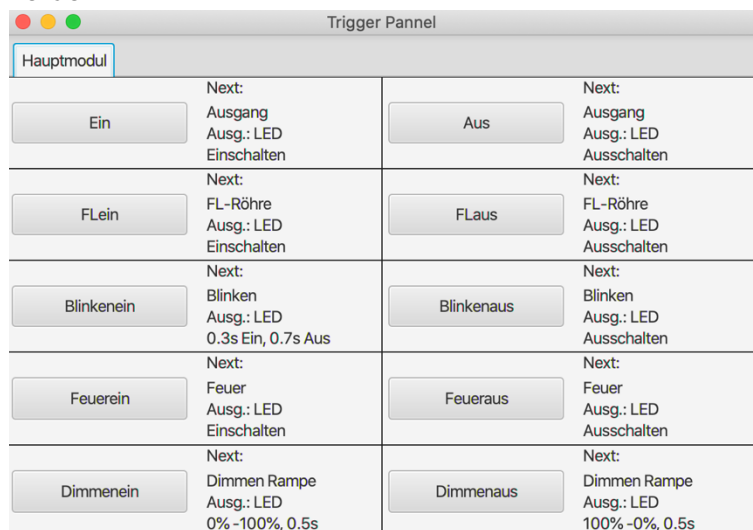 Trigger Pannel
Hauptmodul
Ein
Next:
Ausgang
Ausg.: LED
Einschalten
Aus
Next:
Ausgang
Ausg.: LED
Ausschalten
FLein
Next:
FL-Röhre
Ausg.: LED
Einschalten
FLaus
Next:
FL-Röhre
Ausg.: LED
Ausschalten
Blinkenein
Next:
Blinken
Ausg.: LED
0.3s Ein, 0.7s Aus
Blinkenaus
Next:
Blinken
Ausg.: LED
Ausschalten
Feuerein
Next:
Feuer
Ausg.: LED
Einschalten
Feueraus
Next:
Feuer
Ausg.: LED
Ausschalten
Dimmenein
Next:
Dimmen Rampe
Ausg.: LED
0% -100%, 0.5s
Dimmenaus
Next:
Dimmen Rampe
Ausg.: LED
100% -0%, 0.5s